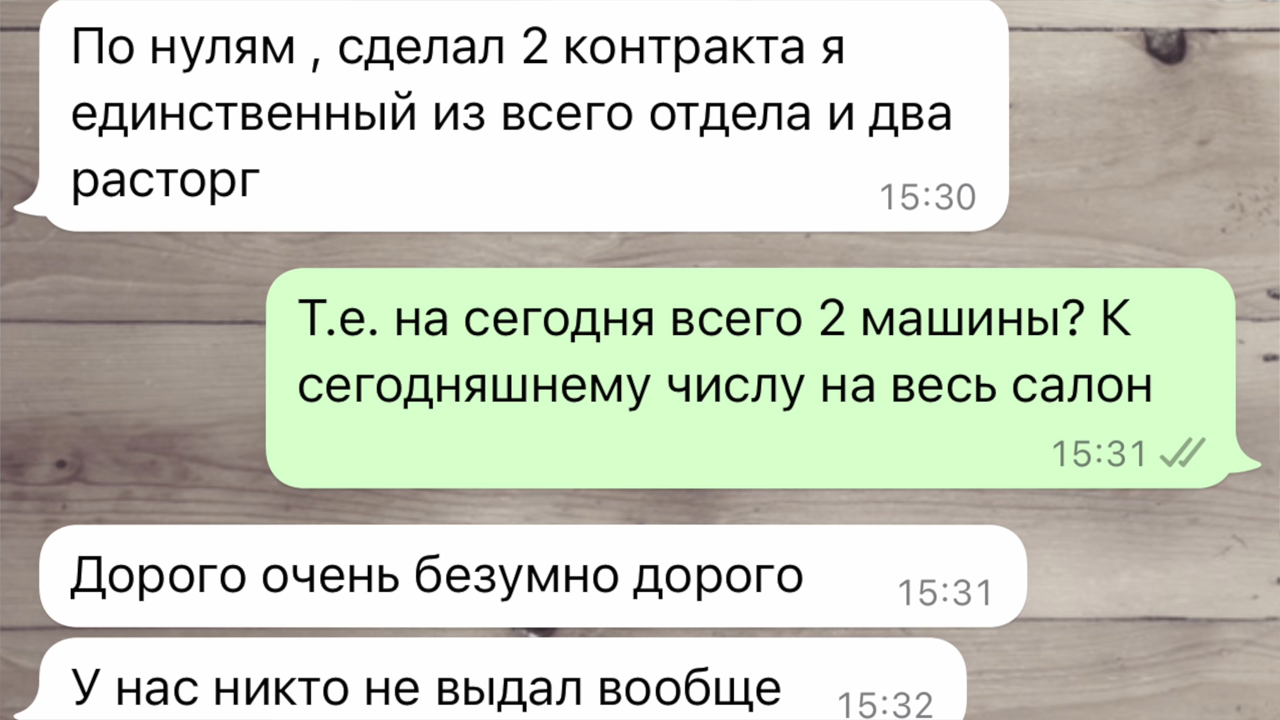 По нулям , сделал 2 контракта я
единственный из всего отдела и два
расторг
15:30
Т.е. на сегодня всего 2 машины? К
сегодняшнему числу на весь салон
15:31
Дорого очень безумно дорого
15:31
У нас никто не выдал вообще
15:32